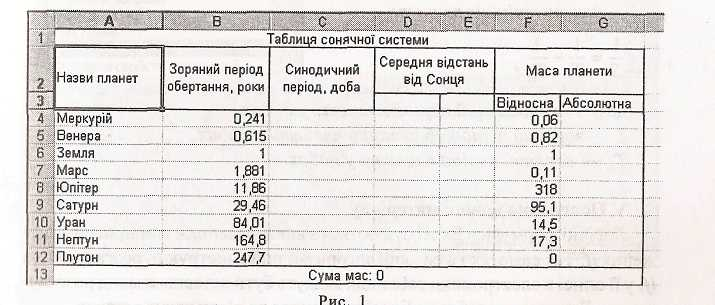 A B C D E F G
1 Таблиця сонячної системи
2 Назви планет Зоряний період обертання, роки Синодичний період, доба Середня відстань від Сонця Маса планети
3 Відносна Абсолютна
4 Меркурій 0,241 0,06
5 Венера 0,615 0,82
6 Земля 1 1
7 Марс 1,881 0,11
8 Юпітер 11,86 318
9 Сатурн 29,46 95,1
10 Уран 84,01 14,5
11 Нептун 164,8 17,3
12 Плутон 247,7 0
13 Сума мас: 0
Рис. 1